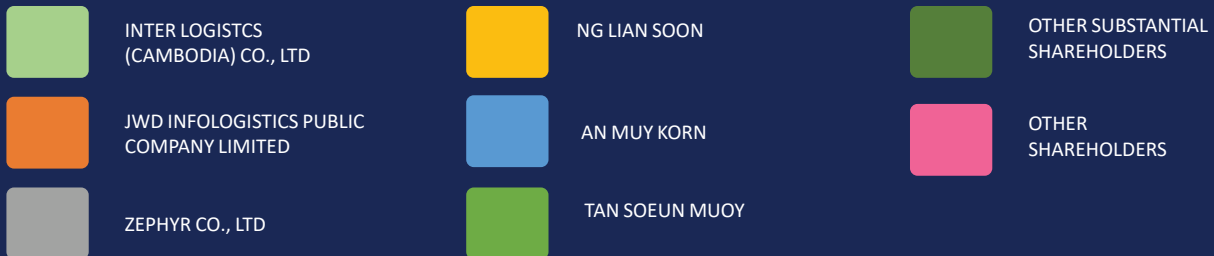 INTER LOGISTCS
(CAMBODIA) CO., LTD
JWD INFOLOGISTICS PUBLIC
COMPANY LIMITED
ZEPHYR CO., LTD
NG LIAN SOON
AN MUY KORN
TAN SOEUN MUOY
OTHER SUBSTANTIAL
SHAREHOLDERS
OTHER
SHAREHOLDERS